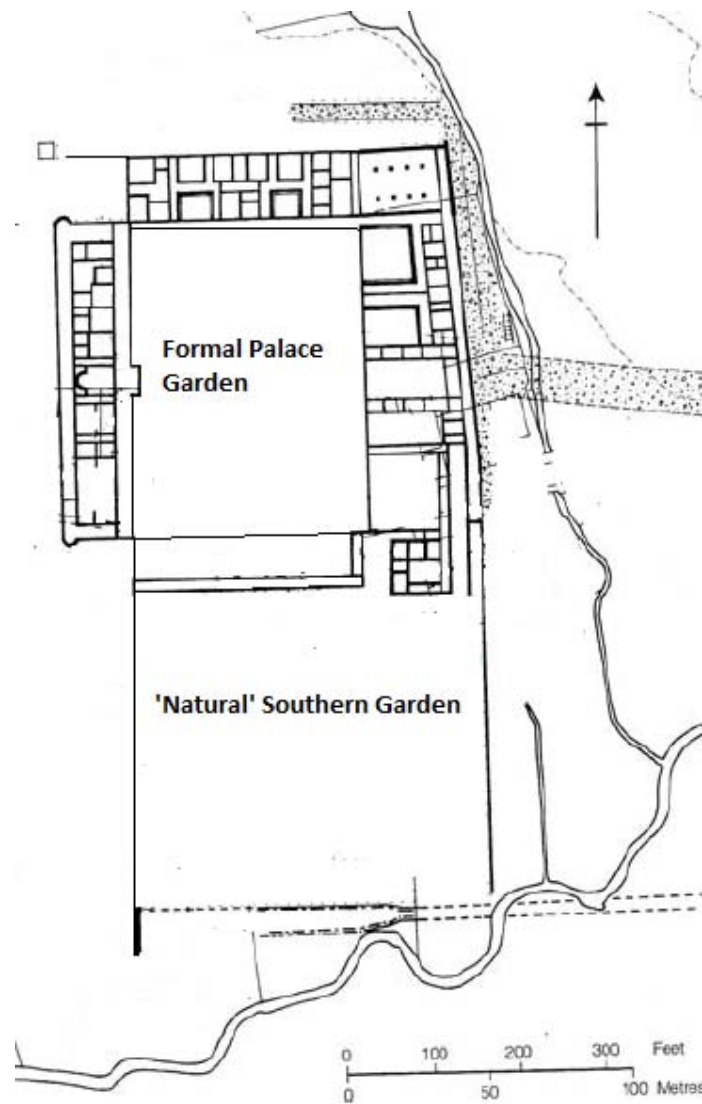 Formal Palace
Garden
'Natural' Southern Garden
0 100 200 300 Feet
0 50 100 Metres